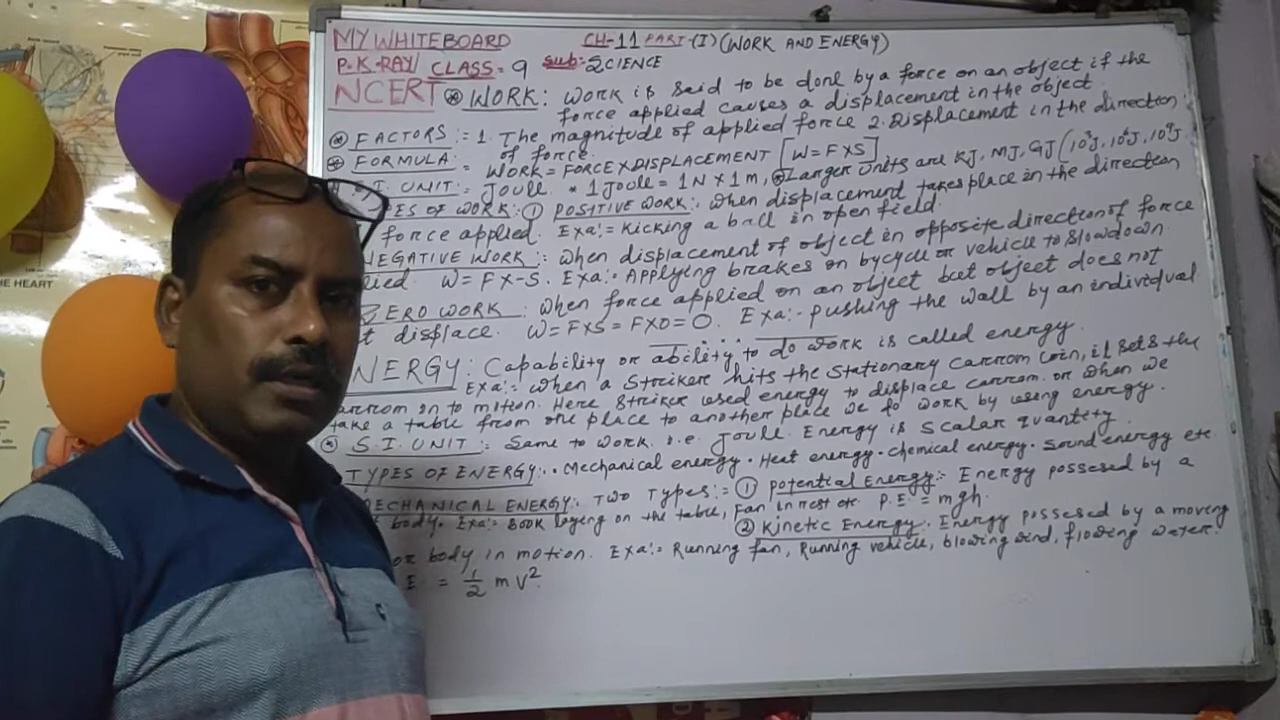 MY WHITEBOARD CH-11 PART-(I) (WORK AND ENERGY)
P.K.RAY CLASS-9 Sub:- SCIENCE
NCERT WORK: Work is said to be done by a force on an object if the
force applied causes a displacement in the object
FACTORS:= 1. The magnitude of applied force 2. Displacement in the direction
of force.
FORMULA:= WORK = FORCE X DISPLACEMENT [W = F X S]
S.I. UNIT:= Joule * 1 Joule = 1N X 1m, Larger units are KJ, MJ, GJ (10³J, 10⁶J, 10⁹J
PES OF WORK:- ① POSITIVE WORK:- When displacement takes place in the direction
force applied. Exa:= Kicking a ball in open field.
NEGATIVE WORK:- When displacement of object in opposite direction of force
lied. W = F X -S. Exa:- Applying brakes on bycycle or vehicle to slowdown
ZERO WORK: When force applied on an object but object does not
t displace. W = F X S = F X 0 = 0. Exa:- pushing the wall by an individual
NERGY: Capability or ability to do work is called energy.
Exa:- When a striker hits the stationary carrom coin, it sets the
arrom on to motion. Here striker used energy to displace carrom. or when we
take a table from one place to another place we do work by using energy.
S.I. UNIT:= Same to work. i.e. Joule. Energy is scalar quantity.
TYPES OF ENERGY:. • Mechanical energy • Heat energy • chemical energy • Sound energy etc
MECHANICAL ENERGY: TWO TYPES:= ① potential Energy:- Energy possesed by a
body. Exa:- Book laying on the table, Fan in rest etc. P.E = mgh.
② Kinetic Energy: Energy possesed by a moving
or body in motion. Exa:- Running fan, Running vehicle, blowing wind, flowing water.
E = 1/2 mv².
HE HEART